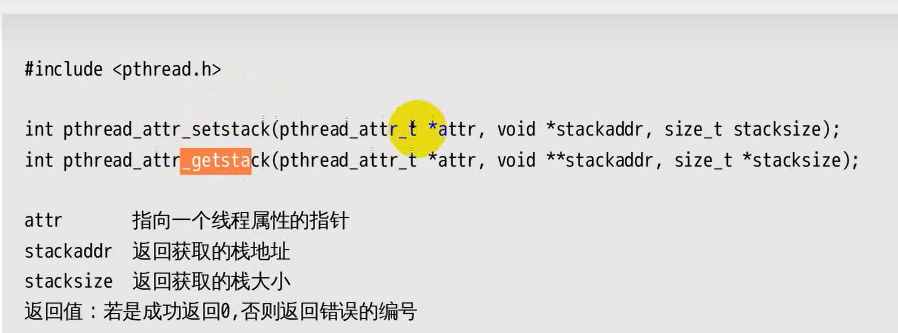 #include <pthread.h>
int pthread_attr_setstack(pthread_attr_t *attr, void *stackaddr, size_t stacksize);
int pthread_attr_getstack(pthread_attr_t *attr, void **stackaddr, size_t *stacksize);
attr 指向一个线程属性的指针
stackaddr 返回获取的栈地址
stacksize 返回获取的栈大小
返回值：若是成功返回0,否则返回错误的编号